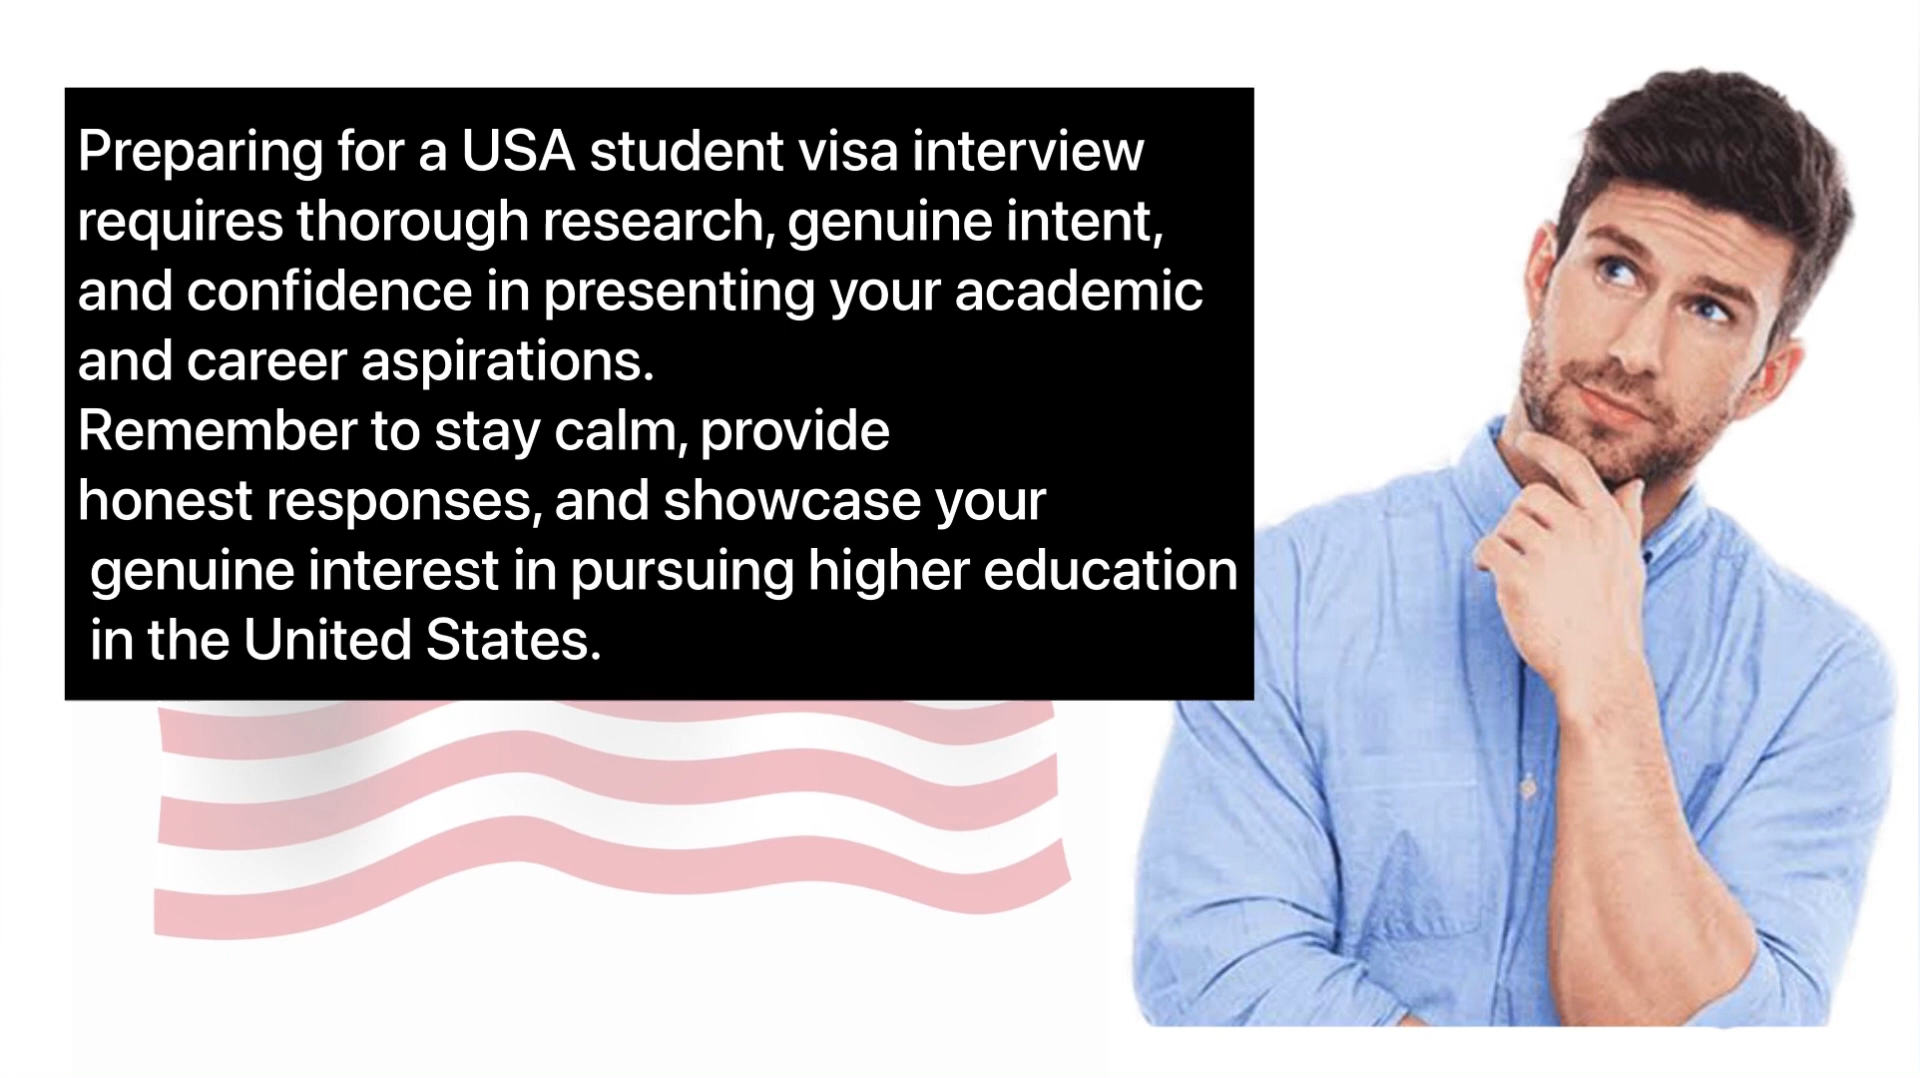 Preparing for a USA student visa interview
requires thorough research, genuine intent,
and confidence in presenting your academic
and career aspirations.
Remember to stay calm, provide
honest responses, and showcase your
genuine interest in pursuing higher education
in the United States.